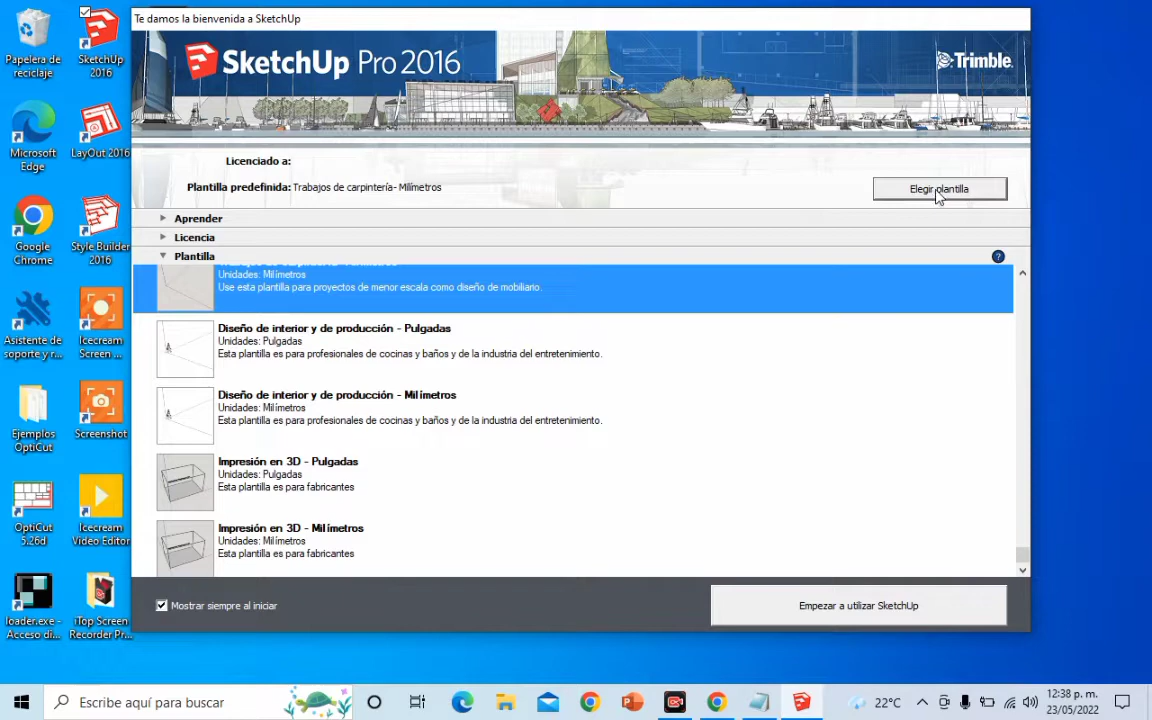 Te damos la bienvenida a SketchUp
SketchUp Pro 2016
Trimble.
Licenciado a:
Plantilla predefinida: Trabajos de carpintería- Milímetros
Elegir plantilla
Aprender
Licencia
Plantilla
?
Unidades: Milímetros
Use esta plantilla para proyectos de menor escala como diseño de mobiliario.
Diseño de interior y de producción - Pulgadas
Unidades: Pulgadas
Esta plantilla es para profesionales de cocinas y baños y de la industria del entretenimiento.
Diseño de interior y de producción - Milímetros
Unidades: Milímetros
Esta plantilla es para profesionales de cocinas y baños y de la industria del entretenimiento.
Impresión en 3D - Pulgadas
Unidades: Pulgadas
Esta plantilla es para fabricantes
Impresión en 3D - Milímetros
Unidades: Milímetros
Esta plantilla es para fabricantes
Mostrar siempre al iniciar
Empezar a utilizar SketchUp
Papelera de
reciclaje
SketchUp
2016
Microsoft
Edge
LayOut 2016
Google
Chrome
Style Builder
2016
Asistente de
soporte y r...
Icecream
Screen ...
Ejemplos
OptiCut
Screenshot
OptiCut
5.26d
Icecream
Video Editor
loader.exe -
Acceso di...
iTop Screen
Recorder Pr...
Escribe aquí para buscar
22°C
12:38 p. m.
23/05/2022